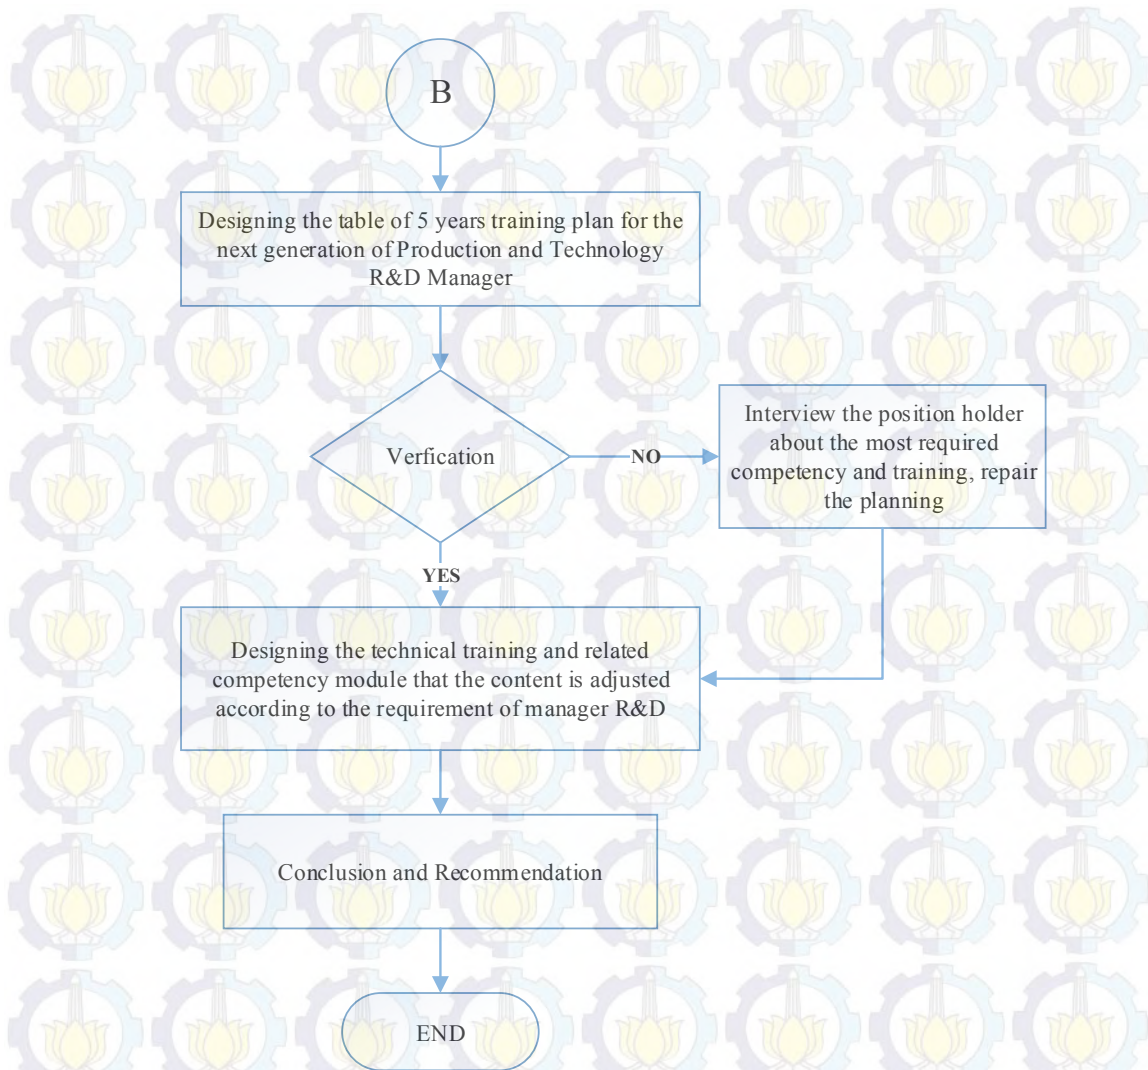 B
Designing the table of 5 years training plan for the
next generation of Production and Technology
R&D Manager
Verfication
NO
Interview the position holder
about the most required
competency and training, repair
the planning
YES
Designing the technical training and related
competency module that the content is adjusted
according to the requirement of manager R&D
Conclusion and Recommendation
END